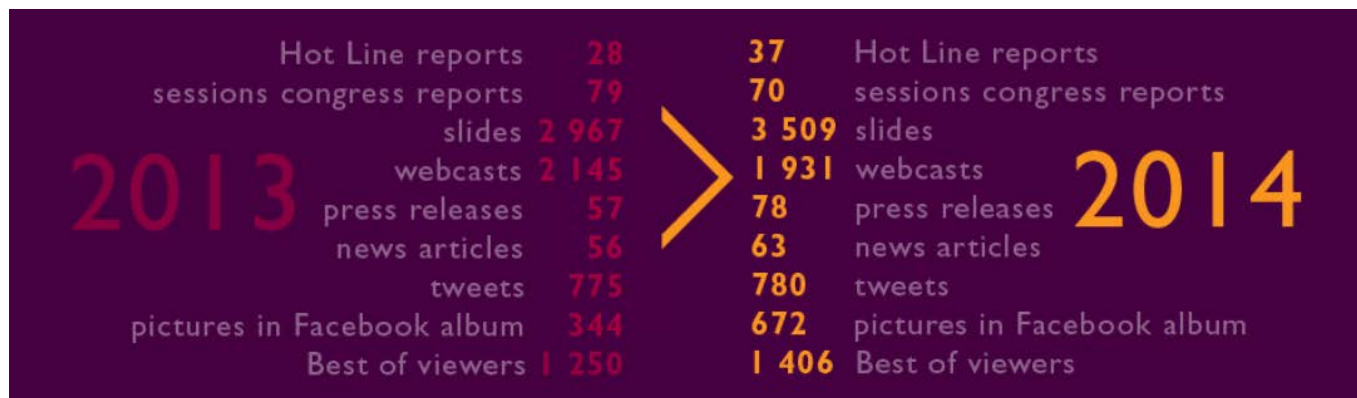 2013
Hot Line reports 28
sessions congress reports 79
slides 2 967
webcasts 2 145
press releases 57
news articles 56
tweets 775
pictures in Facebook album 344
Best of viewers 1 250
37 Hot Line reports
70 sessions congress reports
3 509 slides
1 931 webcasts
78 press releases
63 news articles
780 tweets
672 pictures in Facebook album
1 406 Best of viewers
2014